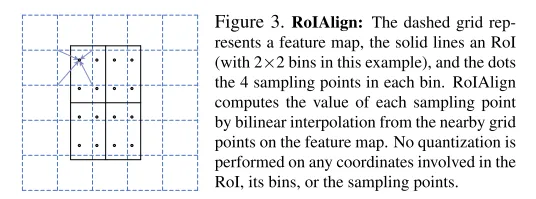 Figure 3. RoIAlign: The dashed grid rep-
resents a feature map, the solid lines an RoI
(with 2×2 bins in this example), and the dots
the 4 sampling points in each bin. RoIAlign
computes the value of each sampling point
by bilinear interpolation from the nearby grid
points on the feature map. No quantization is
performed on any coordinates involved in the
RoI, its bins, or the sampling points.